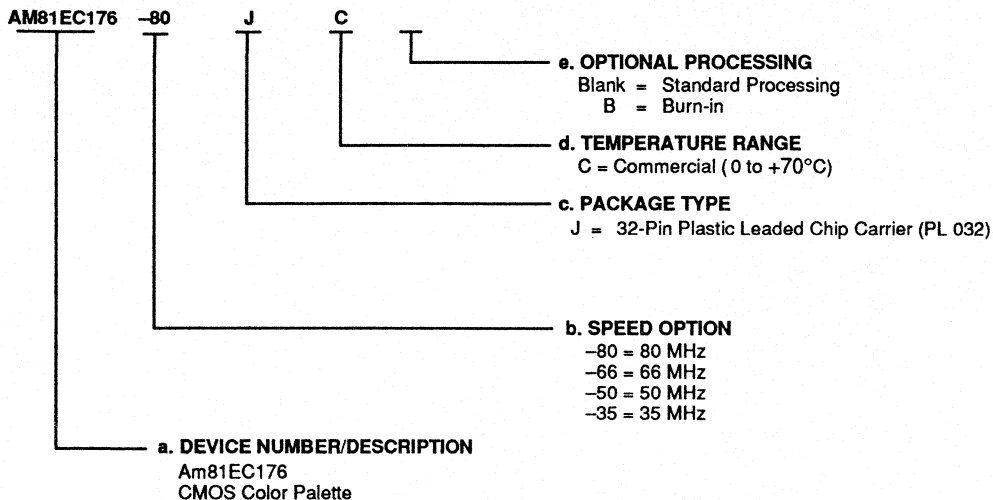 AM81EC176 –80 J C
e. OPTIONAL PROCESSING
Blank = Standard Processing
B = Burn-in
d. TEMPERATURE RANGE
C = Commercial ( 0 to +70°C)
c. PACKAGE TYPE
J = 32-Pin Plastic Leaded Chip Carrier (PL 032)
b. SPEED OPTION
–80 = 80 MHz
–66 = 66 MHz
–50 = 50 MHz
–35 = 35 MHz
a. DEVICE NUMBER/DESCRIPTION
Am81EC176
CMOS Color Palette